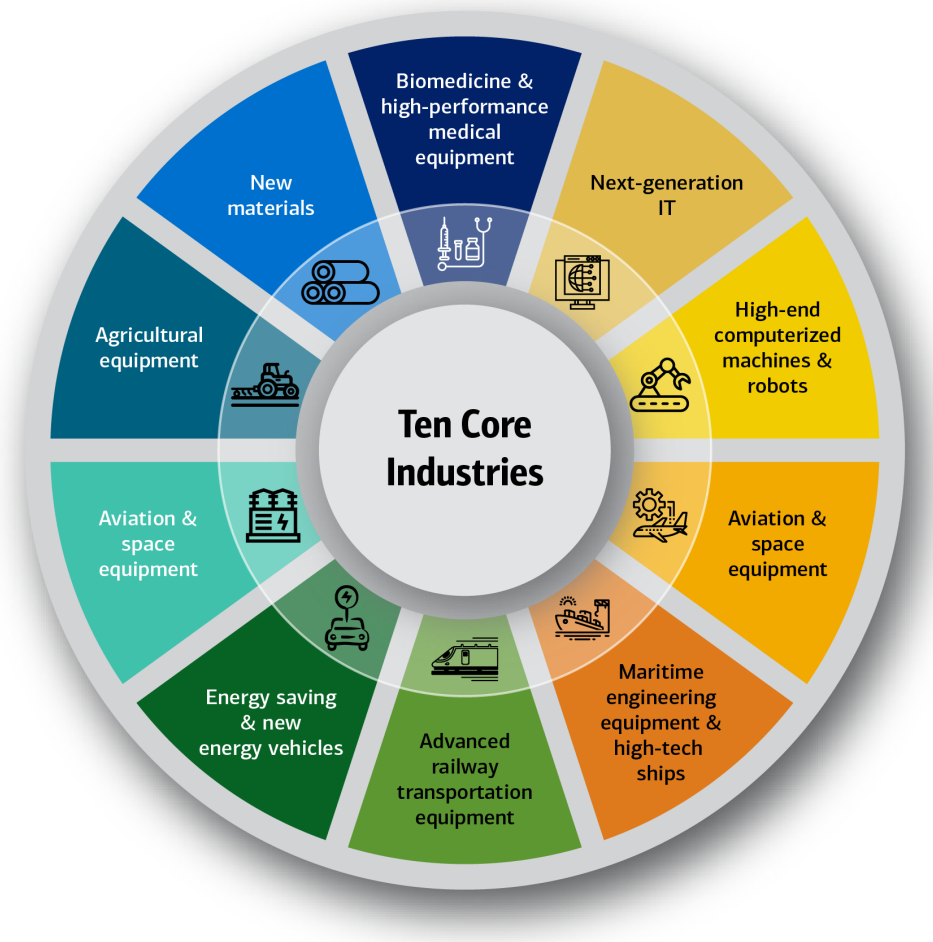 Ten Core
Industries
Biomedicine &
high-performance
medical
equipment
Next-generation
IT
High-end
computerized
machines &
robots
Aviation &
space
equipment
Maritime
engineering
equipment &
high-tech
ships
Advanced
railway
transportation
equipment
Energy saving
& new
energy vehicles
Aviation &
space
equipment
Agricultural
equipment
New
materials